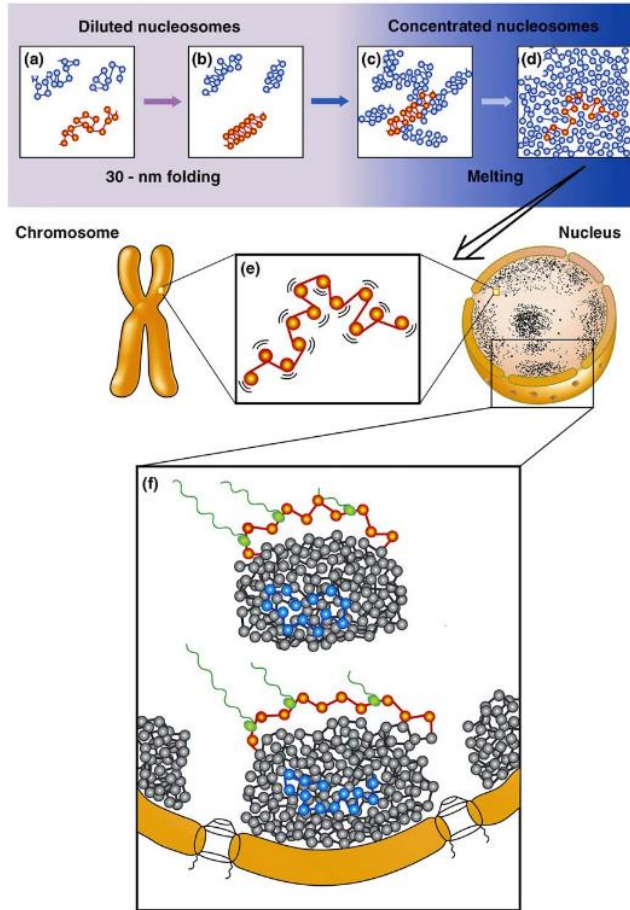 Diluted nucleosomes
Concentrated nucleosomes
(a)
(b)
(c)
(d)
30 - nm folding
Melting
Chromosome
Nucleus
(e)
(f)